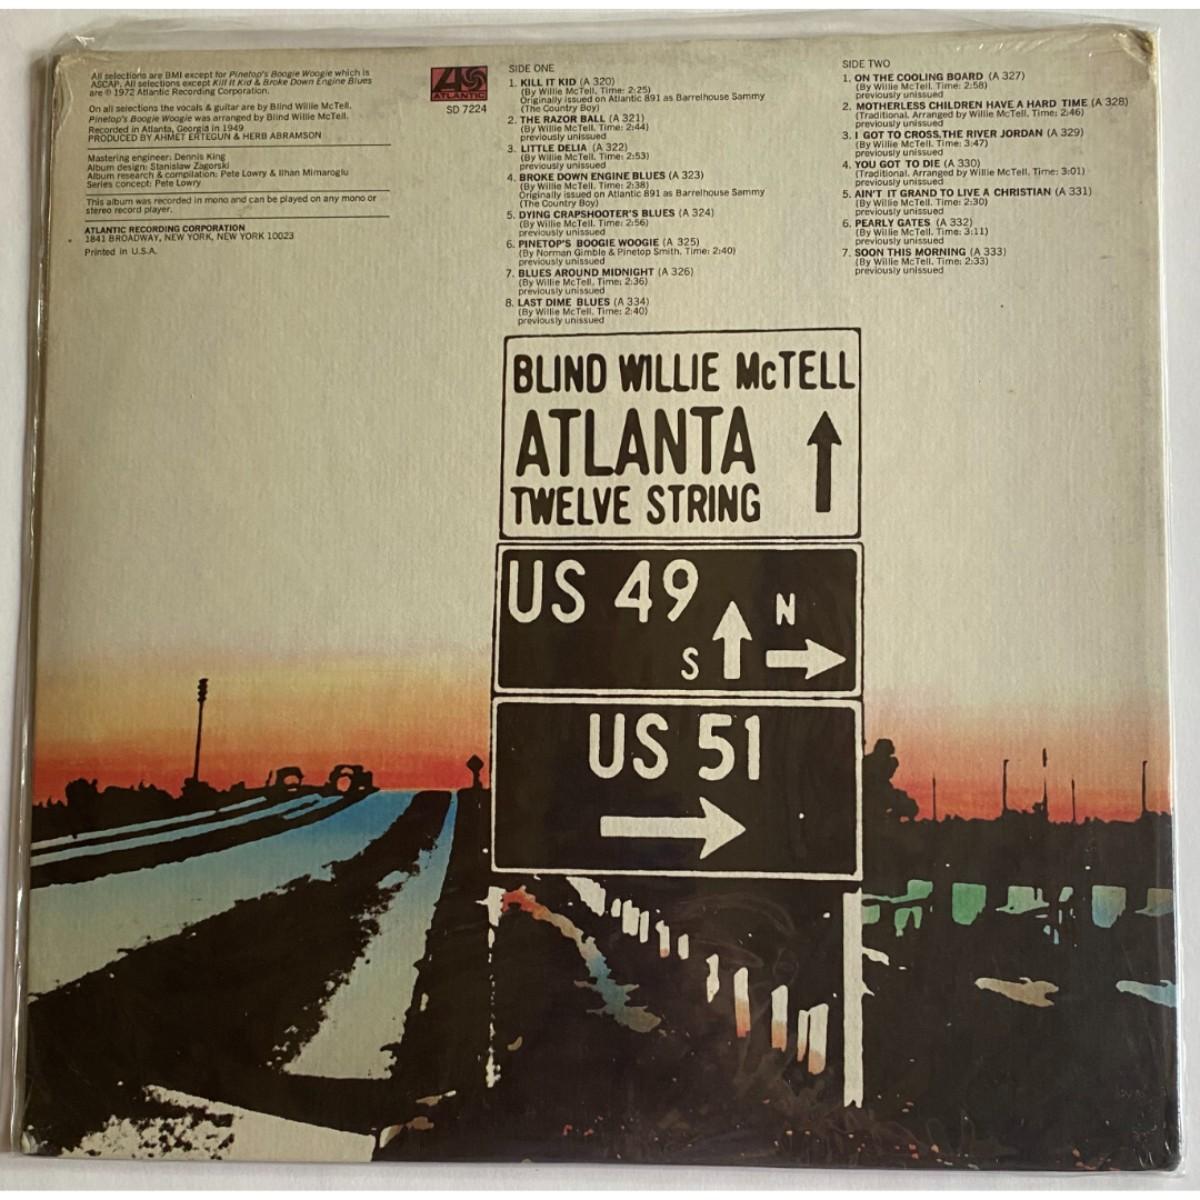 All selections are BMI except for Pinetop's Boogie Woogie which is
ASCAP. All selections except Kill It Kid & Broke Down Engine Blues
are ℗ 1972 Atlantic Recording Corporation.
On all selections the vocals & guitar are by Blind Willie McTell.
Pinetop's Boogie Woogie was arranged by Blind Willie McTell.
Recorded in Atlanta, Georgia in 1949
PRODUCED BY AHMET ERTEGUN & HERB ABRAMSON
Mastering engineer: Dennis King
Album design: Stanislaw Zagorski
Album research & compilation: Pete Lowry & Ilhan Mimaroglu
Series concept: Pete Lowry
This album was recorded in mono and can be played on any mono or
stereo record player.
ATLANTIC RECORDING CORPORATION
1841 BROADWAY, NEW YORK, NEW YORK 10023
Printed in U.S.A.
ATLANTIC
SD 7224
SIDE ONE
1. KILL IT KID (A 320)
(By Willie McTell. Time: 2:25)
Originally issued on Atlantic 891 as Barrelhouse Sammy
(The Country Boy)
2. THE RAZOR BALL (A 321)
(By Willie McTell. Time: 2:44)
previously unissued
3. LITTLE DELIA (A 322)
(By Willie McTell. Time: 2:53)
previously unissued
4. BROKE DOWN ENGINE BLUES (A 323)
(By Willie McTell. Time: 2:38)
Originally issued on Atlantic 891 as Barrelhouse Sammy
(The Country Boy)
5. DYING CRAPSHOOTER'S BLUES (A 324)
(By Willie McTell. Time: 2:56)
previously unissued
6. PINETOP'S BOOGIE WOOGIE (A 325)
(By Norman Gimble & Pinetop Smith. Time: 2:40)
previously unissued
7. BLUES AROUND MIDNIGHT (A 326)
(By Willie McTell. Time: 2:36)
previously unissued
8. LAST DIME BLUES (A 334)
(By Willie McTell. Time: 2:40)
previously unissued
SIDE TWO
1. ON THE COOLING BOARD (A 327)
(By Willie McTell. Time: 2:58)
previously unissued
2. MOTHERLESS CHILDREN HAVE A HARD TIME (A 328)
(Traditional. Arranged by Willie McTell. Time: 2:46)
previously unissued
3. I GOT TO CROSS THE RIVER JORDAN (A 329)
(By Willie McTell. Time: 3:47)
previously unissued
4. YOU GOT TO DIE (A 330)
(Traditional. Arranged by Willie McTell. Time: 3:01)
previously unissued
5. AIN'T IT GRAND TO LIVE A CHRISTIAN (A 331)
(By Willie McTell. Time: 2:30)
previously unissued
6. PEARLY GATES (A 332)
(By Willie McTell. Time: 3:11)
previously unissued
7. SOON THIS MORNING (A 333)
(By Willie McTell. Time: 2:33)
previously unissued
BLIND WILLIE McTELL
ATLANTA
TWELVE STRING
US 49
N
S
US 51